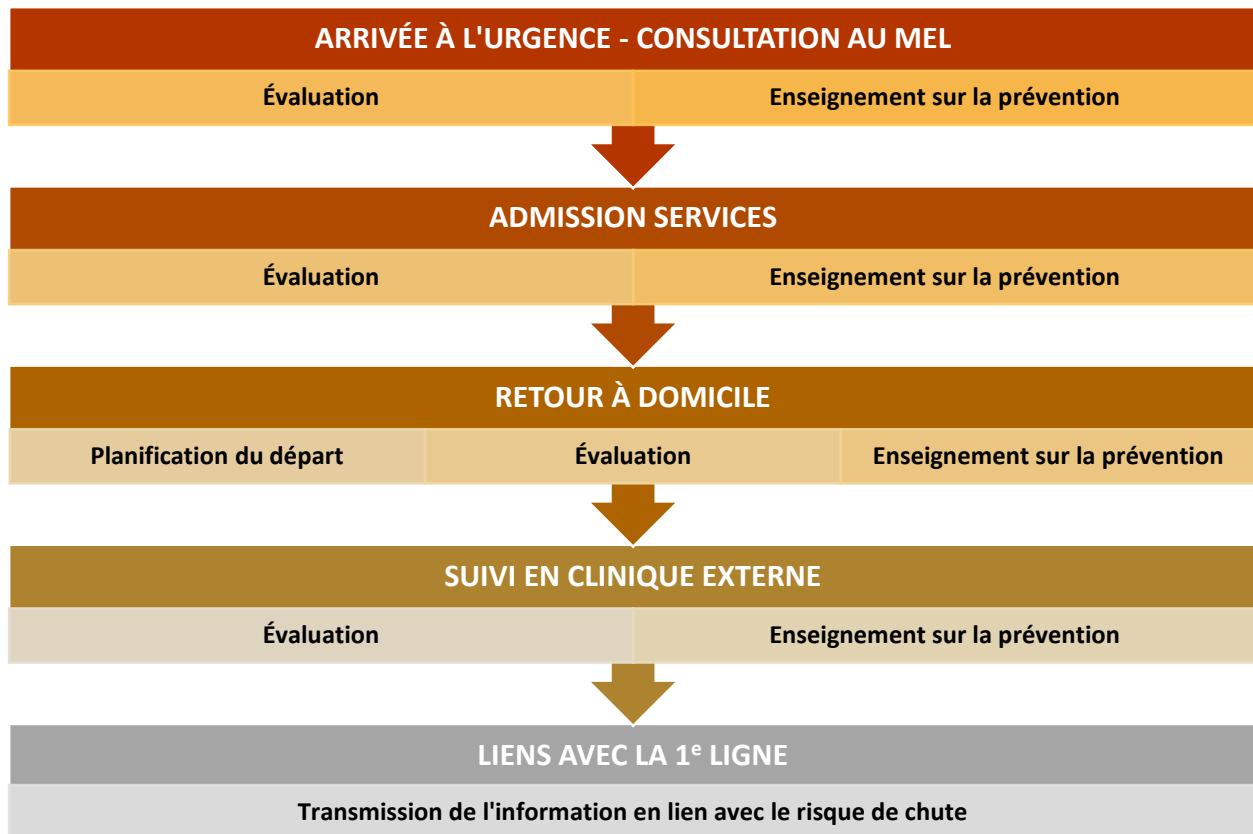 ARRIVÉE À L'URGENCE - CONSULTATION AU MEL
Évaluation
Enseignement sur la prévention
ADMISSION SERVICES
Évaluation
Enseignement sur la prévention
RETOUR À DOMICILE
Planification du départ
Évaluation
Enseignement sur la prévention
SUIVI EN CLINIQUE EXTERNE
Évaluation
Enseignement sur la prévention
LIENS AVEC LA 1e LIGNE
Transmission de l'information en lien avec le risque de chute